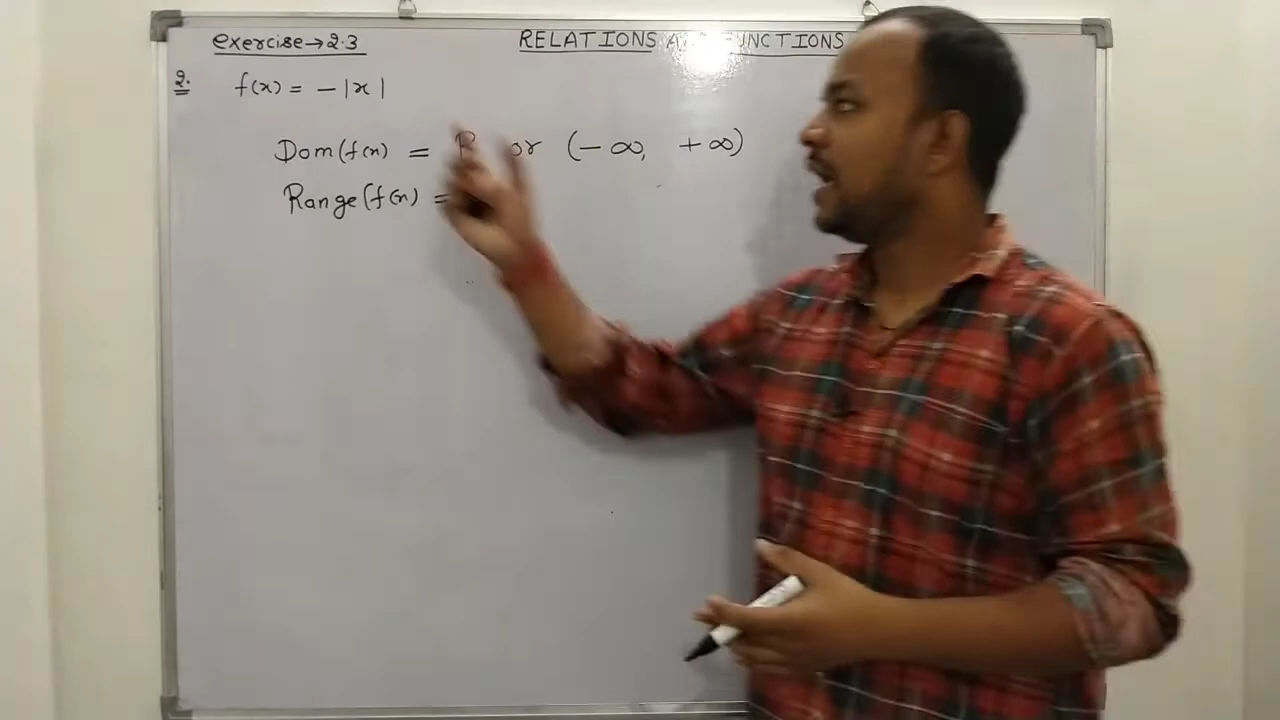 exercise→2.3
RELATIONS FUNCTIONS
2. f(x) = -|x|
Dom(f(x) = R or (-∞, +∞)
Range(f(x) =